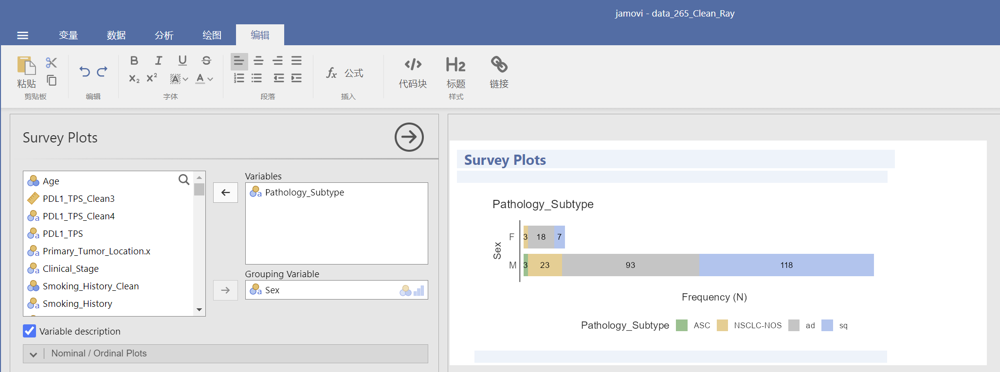 jamovi - data_265_Clean_Ray
变量 数据 分析 绘图 编辑
B I U S
X₂ X² A A
粘贴 fx 公式 </> H2
代码块 标题 链接
剪贴板 编辑 字体 段落 插入 样式
Survey Plots
Age
PDL1_TPS_Clean3
PDL1_TPS_Clean4
PDL1_TPS
Primary_Tumor_Location.x
Clinical_Stage
Smoking_History_Clean
Smoking_History
Variables
Pathology_Subtype
Grouping Variable
Sex
Variable description
Nominal / Ordinal Plots
Survey Plots
Pathology_Subtype
Sex
F 3 18 7
M 3 23 93 118
Frequency (N)
Pathology_Subtype ASC NSCLC-NOS ad sq